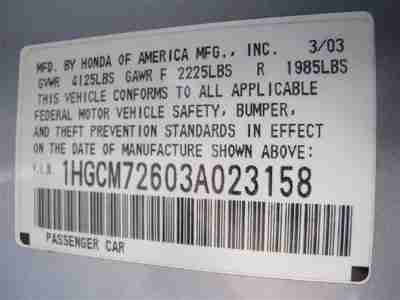 MFD. BY HONDA OF AMERICA MFG., INC. 3/03
GVWR 4125LBS GAWR F 2225LBS R 1985LBS
THIS VEHICLE CONFORMS TO ALL APPLICABLE
FEDERAL MOTOR VEHICLE SAFETY, BUMPER,
AND THEFT PREVENTION STANDARDS IN EFFECT
ON THE DATE OF MANUFACTURE SHOWN ABOVE:
V.I.N. 1HGCM72603A023158
PASSENGER CAR